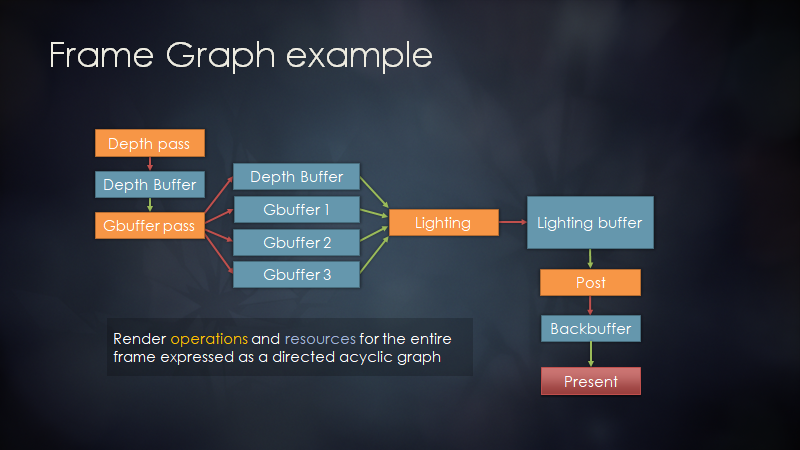 Frame Graph example
Depth pass
Depth Buffer
Gbuffer pass
Depth Buffer
Gbuffer 1
Gbuffer 2
Gbuffer 3
Lighting
Lighting buffer
Post
Backbuffer
Present
Render operations and resources for the entire
frame expressed as a directed acyclic graph